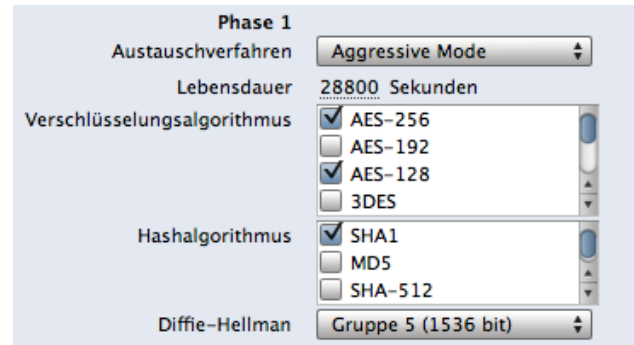 Phase 1
Austauschverfahren Aggressive Mode
Lebensdauer 28800 Sekunden
Verschlüsselungsalgorithmus AES-256
AES-192
AES-128
3DES
Hashalgorithmus SHA1
MD5
SHA-512
Diffie-Hellman Gruppe 5 (1536 bit)